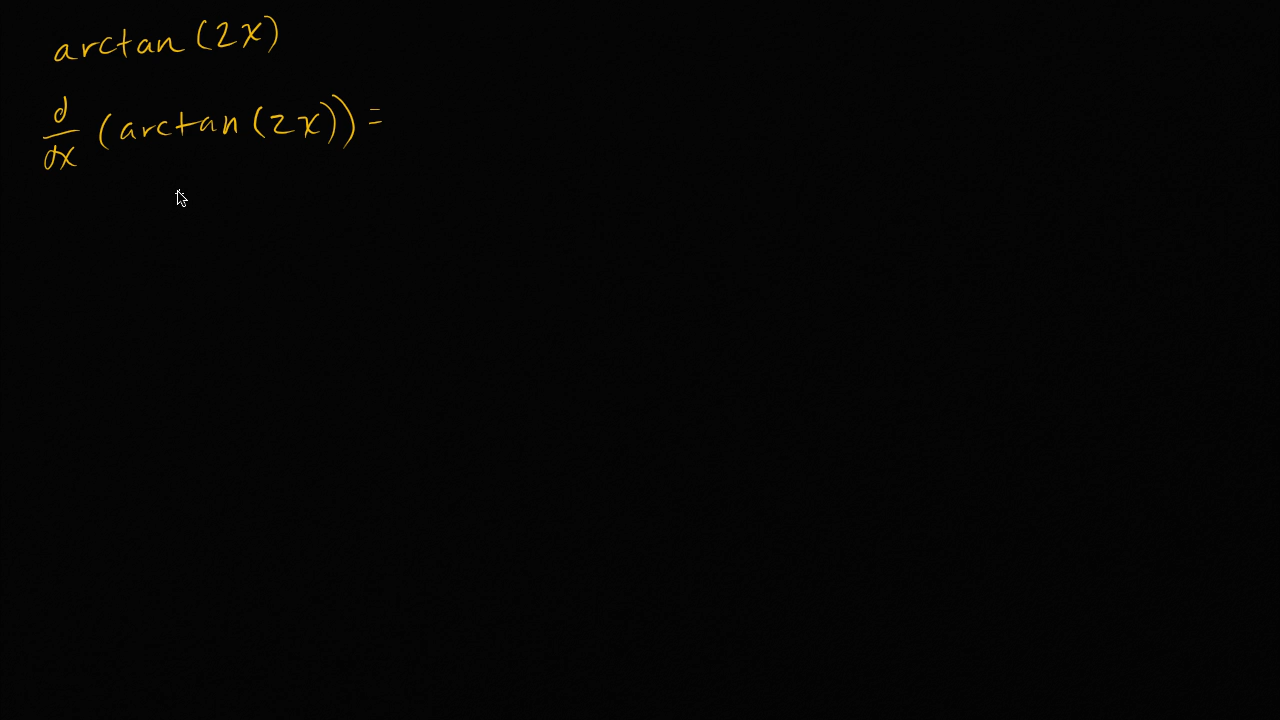 arctan (2x)
d/dx (arctan (2x)) =